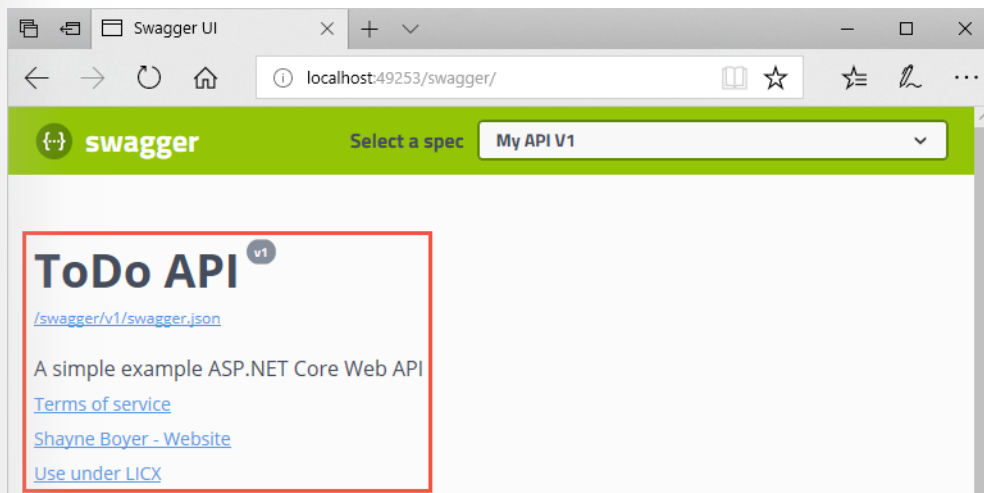 Swagger UI
localhost:49253/swagger/
{··} swagger Select a spec My API V1
ToDo API v1
/swagger/v1/swagger.json
A simple example ASP.NET Core Web API
Terms of service
Shayne Boyer - Website
Use under LICX